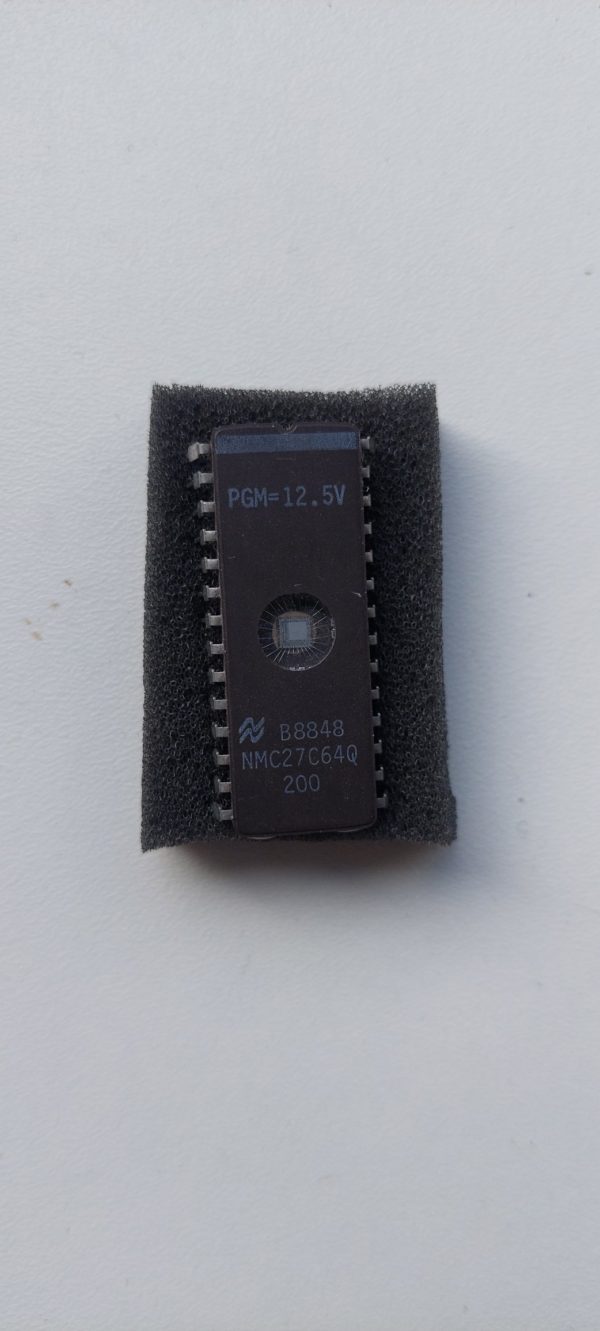 PGM=12.5V
B8848
NMC27C64Q
200